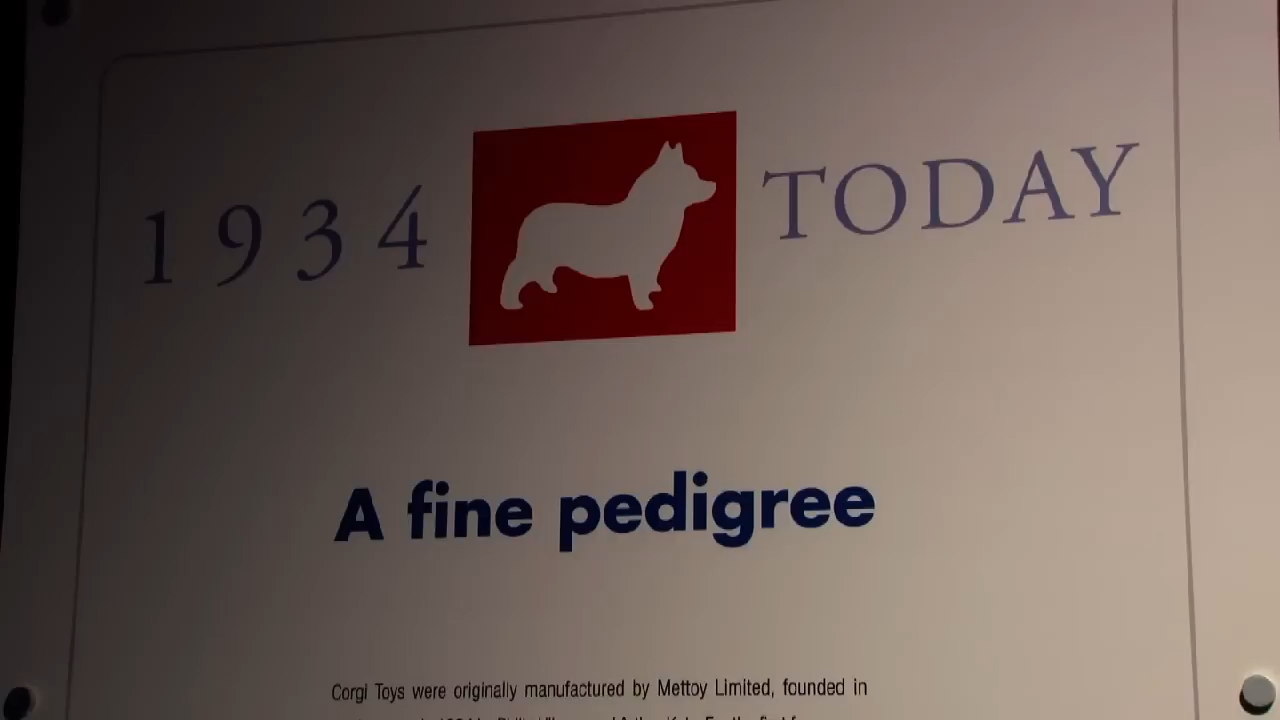 1934 TODAY
A fine pedigree
Corgi Toys were originally manufactured by Mettoy Limited, founded in